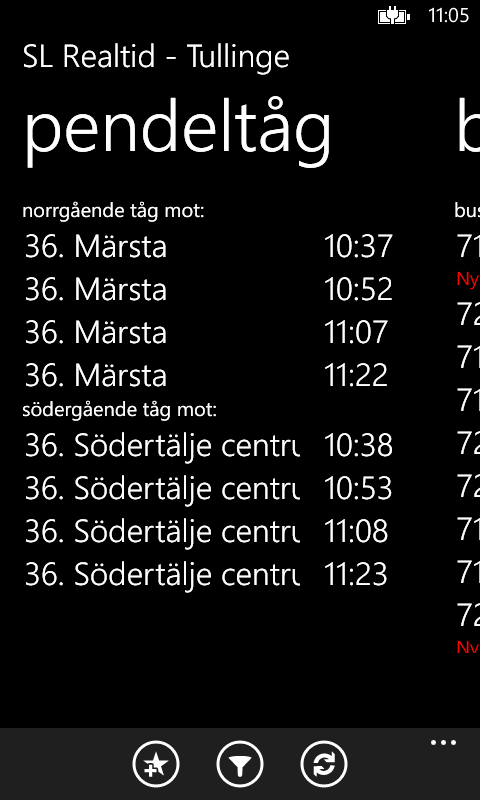 11:05
SL Realtid - Tullinge
pendeltåg
norrgående tåg mot:
36. Märsta 10:37
36. Märsta 10:52
36. Märsta 11:07
36. Märsta 11:22
södergående tåg mot:
36. Södertälje centru 10:38
36. Södertälje centru 10:53
36. Södertälje centru 11:08
36. Södertälje centru 11:23
b
bus
71
Ny
72
71
71
72
72
71
71
72